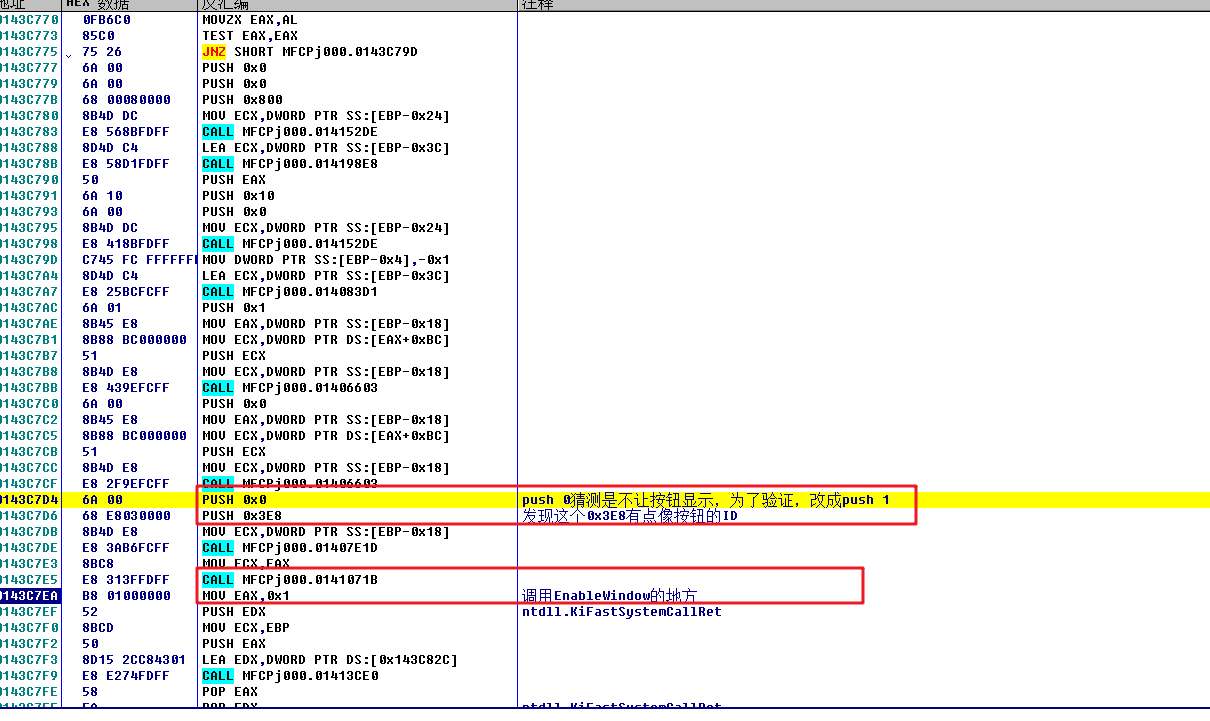 地址 HEX 数据 反汇编 注释
0143C770 0FB6C0 MOVZX EAX,AL
0143C773 85C0 TEST EAX,EAX
0143C775 75 26 JNZ SHORT MFCPj000.0143C79D
0143C777 6A 00 PUSH 0x0
0143C779 6A 00 PUSH 0x0
0143C77B 68 00080000 PUSH 0x800
0143C780 8B4D DC MOV ECX,DWORD PTR SS:[EBP-0x24]
0143C783 E8 568BFDFF CALL MFCPj000.014152DE
0143C788 8D4D C4 LEA ECX,DWORD PTR SS:[EBP-0x3C]
0143C78B E8 58D1FDFF CALL MFCPj000.014198E8
0143C790 50 PUSH EAX
0143C791 6A 10 PUSH 0x10
0143C793 6A 00 PUSH 0x0
0143C795 8B4D DC MOV ECX,DWORD PTR SS:[EBP-0x24]
0143C798 E8 418BFDFF CALL MFCPj000.014152DE
0143C79D C745 FC FFFFFF MOV DWORD PTR SS:[EBP-0x4],-0x1
0143C7A4 8D4D C4 LEA ECX,DWORD PTR SS:[EBP-0x3C]
0143C7A7 E8 25BCFCFF CALL MFCPj000.014083D1
0143C7AC 6A 01 PUSH 0x1
0143C7AE 8B45 E8 MOV EAX,DWORD PTR SS:[EBP-0x18]
0143C7B1 8B88 BC000000 MOV ECX,DWORD PTR DS:[EAX+0xBC]
0143C7B7 51 PUSH ECX
0143C7B8 8B4D E8 MOV ECX,DWORD PTR SS:[EBP-0x18]
0143C7BB E8 439EFCFF CALL MFCPj000.01406603
0143C7C0 6A 00 PUSH 0x0
0143C7C2 8B45 E8 MOV EAX,DWORD PTR SS:[EBP-0x18]
0143C7C5 8B88 BC000000 MOV ECX,DWORD PTR DS:[EAX+0xBC]
0143C7CB 51 PUSH ECX
0143C7CC 8B4D E8 MOV ECX,DWORD PTR SS:[EBP-0x18]
0143C7CF E8 2F9EFCFF CALL MFCPj000.01406603
0143C7D4 6A 00 PUSH 0x0 push 0猜测是不让按钮显示，为了验证，改成push 1
0143C7D6 68 E8030000 PUSH 0x3E8 发现这个0x3E8有点像按钮的ID
0143C7DB 8B4D E8 MOV ECX,DWORD PTR SS:[EBP-0x18]
0143C7DE E8 3AB6FCFF CALL MFCPj000.01407E1D
0143C7E3 8BC8 MOV ECX,EAX
0143C7E5 E8 313FFDFF CALL MFCPj000.0141071B
0143C7EA B8 01000000 MOV EAX,0x1 调用EnableWindow的地方
0143C7EF 52 PUSH EDX ntdll.KiFastSystemCallRet
0143C7F0 8BCD MOV ECX,EBP
0143C7F2 50 PUSH EAX
0143C7F3 8D15 2CC84301 LEA EDX,DWORD PTR DS:[0x143C82C]
0143C7F9 E8 E274FDFF CALL MFCPj000.01413CE0
0143C7FE 58 POP EAX
0143C7FF 5A POP EDX ntdll.KiFastSystemCallRet